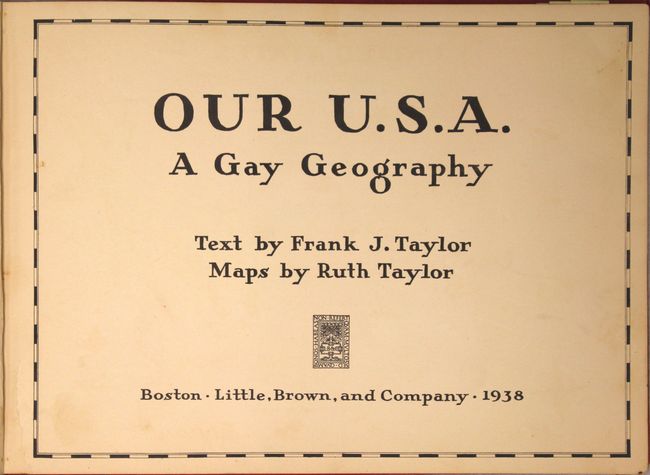 OUR U.S.A.
A Gay Geography
Text by Frank J. Taylor
Maps by Ruth Taylor
Boston · Little, Brown, and Company · 1938